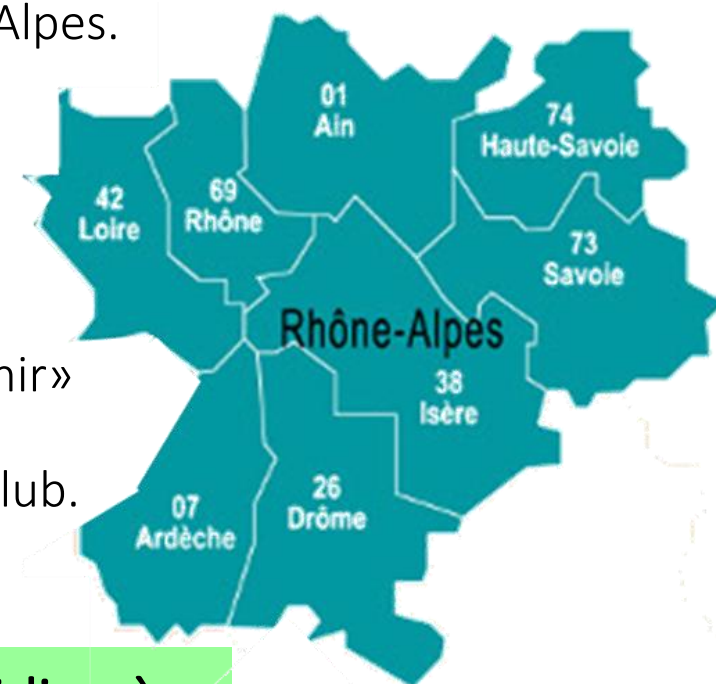 Alpes.
01
Ain
74
Haute-Savoie
42
Loire
69
Rhône
73
Savoie
Rhône-Alpes
nir»
38
Isère
lub.
07
Ardèche
26
Drôme